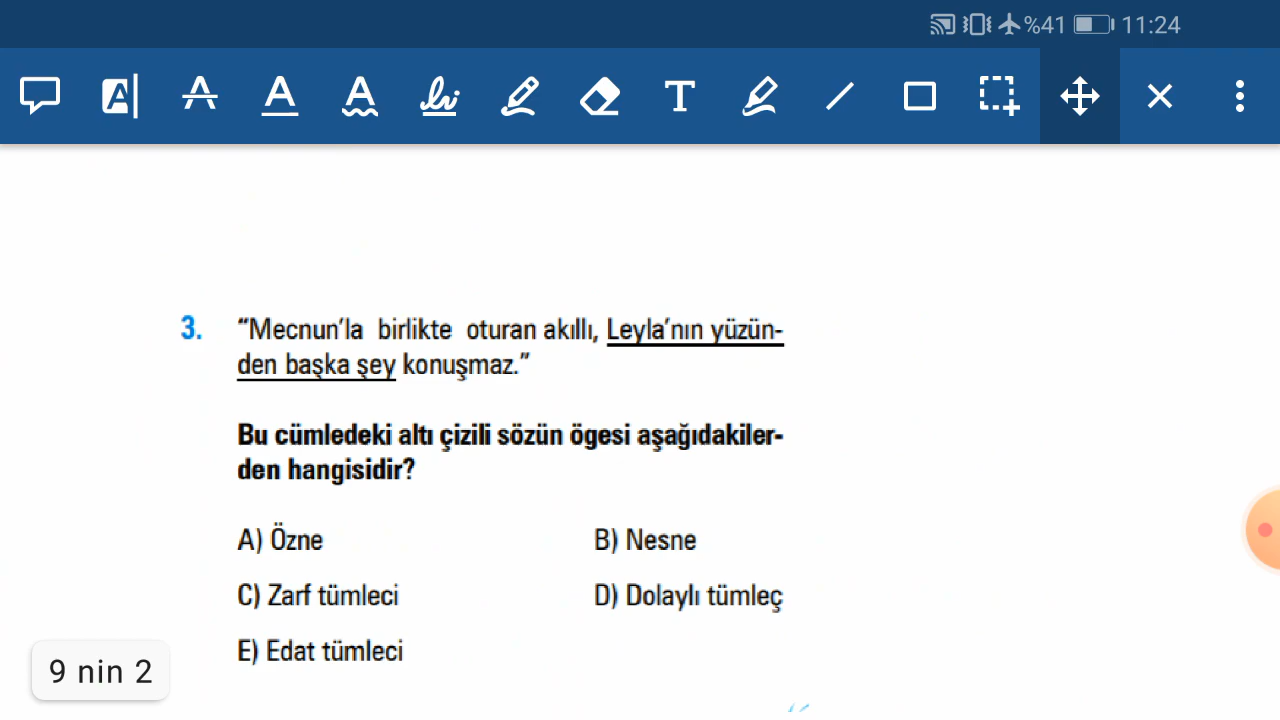 %41 11:24
3. “Mecnun’la birlikte oturan akıllı, Leyla’nın yüzün-
den başka şey konuşmaz.”
Bu cümledeki altı çizili sözün ögesi aşağıdakiler-
den hangisidir?
A) Özne B) Nesne
C) Zarf tümleci D) Dolaylı tümleç
E) Edat tümleci
9 nin 2